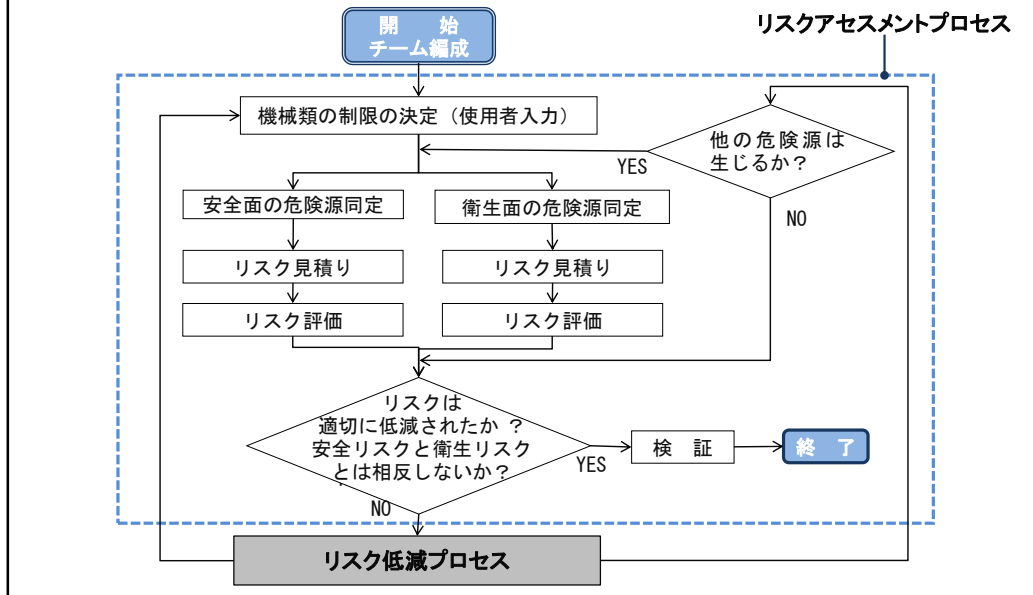 開　始
チーム編成
リスクアセスメントプロセス
機械類の制限の決定（使用者入力）
他の危険源は
生じるか？
YES
安全面の危険源同定
衛生面の危険源同定
NO
リスク見積り
リスク見積り
リスク評価
リスク評価
リスクは
適切に低減されたか ？
安全リスクと衛生リスク
とは相反しないか？
YES
検　証
終　了
NO
リスク低減プロセス